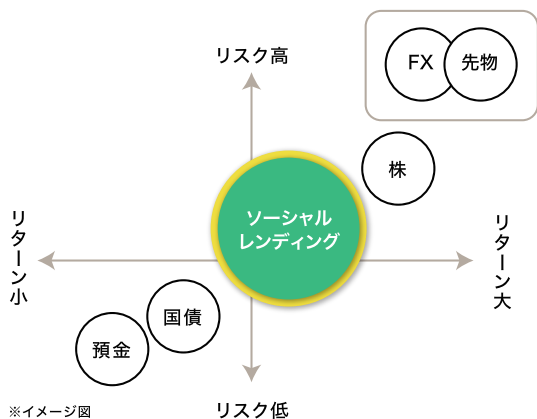 リスク高
FX
先物
株
ソーシャル
レンディング
リターン小
リターン大
国債
預金
※イメージ図
リスク低